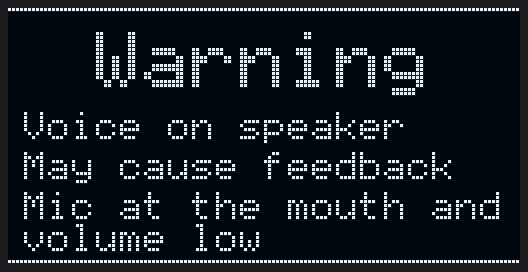 Warning
Voice on speaker
May cause feedback
Mic at the mouth and
volume low